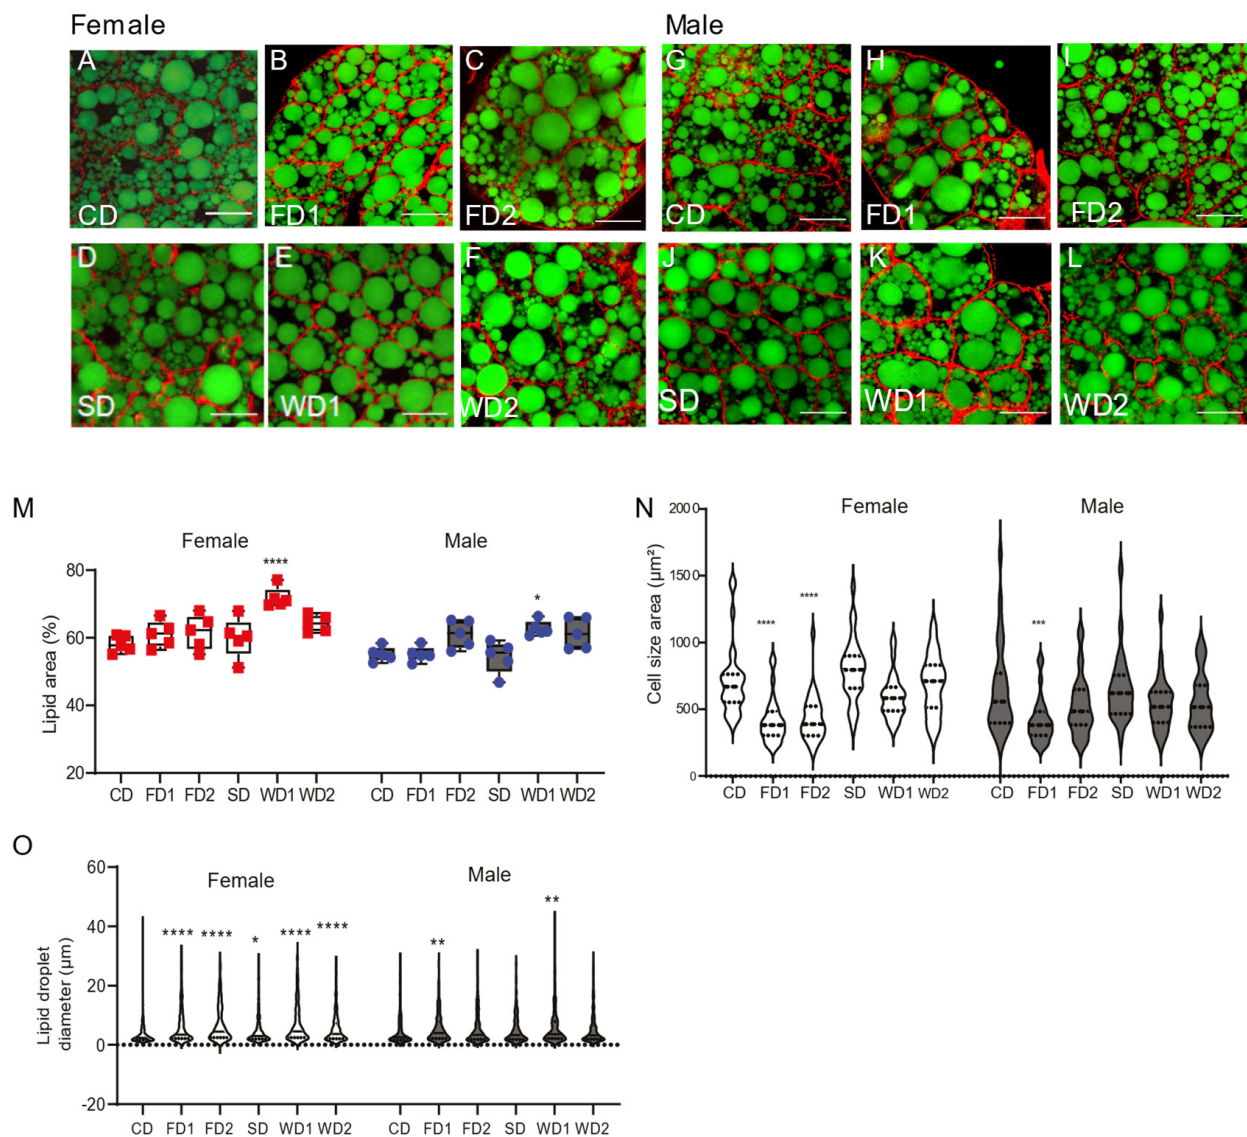 Female Male
A B C G H I
CD FD1 FD2 CD FD1 FD2
D E F J K L
SD WD1 WD2 SD WD1 WD2
M
Female Male
**** *
Lipid area (%)
80
60
40
20
CD FD1 FD2 SD WD1 WD2 CD FD1 FD2 SD WD1 WD2
N
Female Male
**** **** ***
Cell size area (µm²)
2000
1500
1000
500
0
CD FD1 FD2 SD WD1 WD2 CD FD1 FD2 SD WD1 WD2
O
Female Male
**** **** * **** **** ** **
Lipid droplet
diameter (µm)
60
40
20
0
-20
CD FD1 FD2 SD WD1 WD2 CD FD1 FD2 SD WD1 WD2